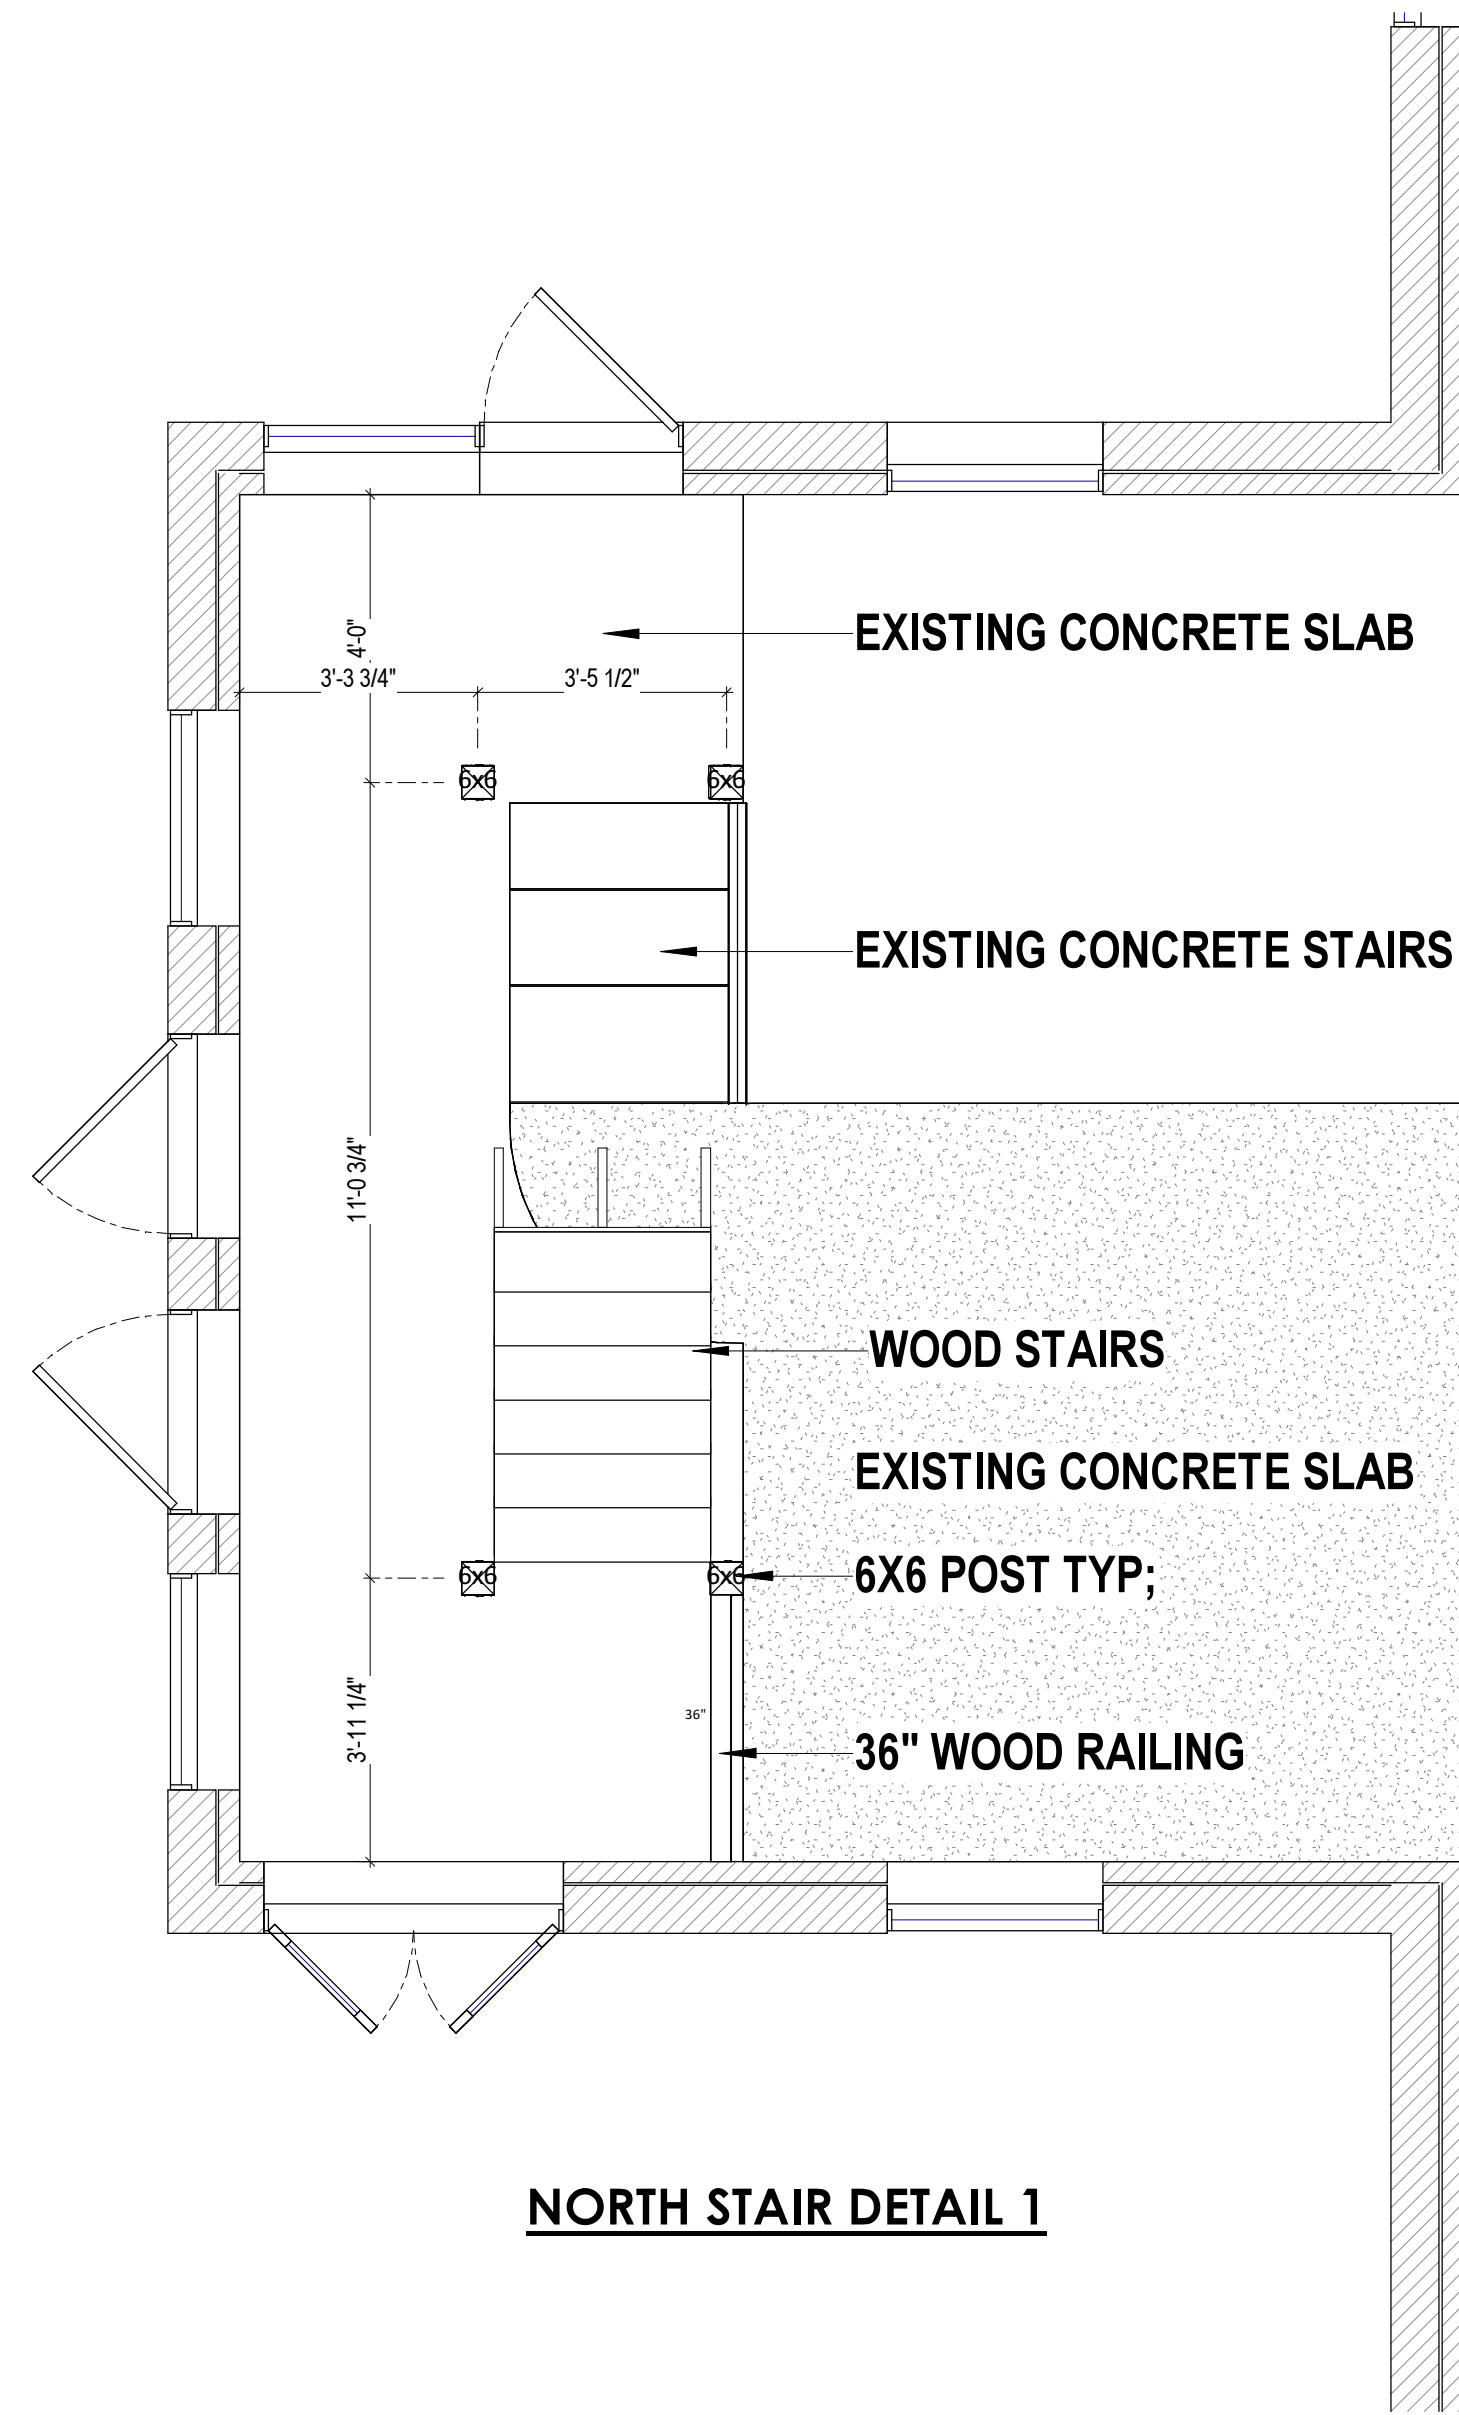 EXISTING CONCRETE SLAB
4'-0"
3'-3 3/4"
3'-5 1/2"
6x6
6x6
EXISTING CONCRETE STAIRS
11'-0 3/4"
WOOD STAIRS
EXISTING CONCRETE SLAB
6x6
6x6
6X6 POST TYP;
3'-11 1/4"
36"
36" WOOD RAILING
NORTH STAIR DETAIL 1